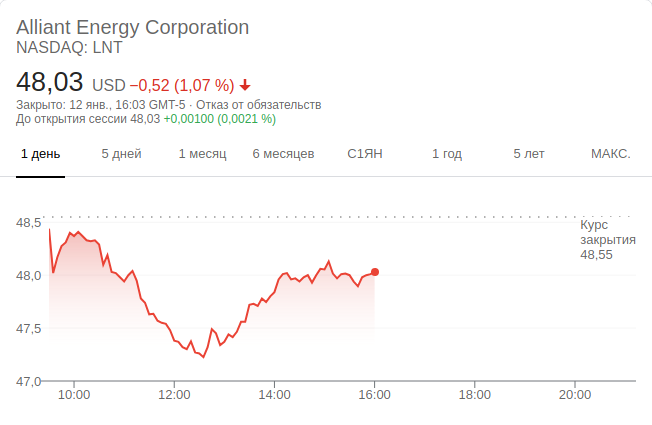 Alliant Energy Corporation
NASDAQ: LNT
48,03 USD −0,52 (1,07 %)
Закрыто: 12 янв., 16:03 GMT-5 · Отказ от обязательств
До открытия сессии 48,03 +0,00100 (0,0021 %)
1 день 5 дней 1 месяц 6 месяцев С1ЯН 1 год 5 лет МАКС.
48,5
Курс
закрытия
48,55
48,0
47,5
47,0
10:00 12:00 14:00 16:00 18:00 20:00